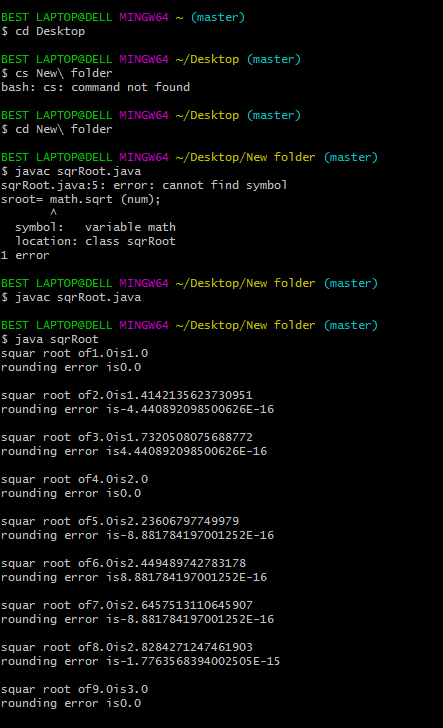 BEST LAPTOP@DELL MINGW64 ~ (master)
$ cd Desktop
BEST LAPTOP@DELL MINGW64 ~/Desktop (master)
$ cs New\ folder
bash: cs: command not found
BEST LAPTOP@DELL MINGW64 ~/Desktop (master)
$ cd New\ folder
BEST LAPTOP@DELL MINGW64 ~/Desktop/New folder (master)
$ javac sqrRoot.java
sqrRoot.java:5: error: cannot find symbol
sroot= math.sqrt (num);
^
symbol:   variable math
location: class sqrRoot
1 error
BEST LAPTOP@DELL MINGW64 ~/Desktop/New folder (master)
$ javac sqrRoot.java
BEST LAPTOP@DELL MINGW64 ~/Desktop/New folder (master)
$ java sqrRoot
squar root of1.0is1.0
rounding error is0.0
squar root of2.0is1.4142135623730951
rounding error is-4.440892098500626E-16
squar root of3.0is1.7320508075688772
rounding error is4.440892098500626E-16
squar root of4.0is2.0
rounding error is0.0
squar root of5.0is2.23606797749979
rounding error is-8.881784197001252E-16
squar root of6.0is2.449489742783178
rounding error is8.881784197001252E-16
squar root of7.0is2.6457513110645907
rounding error is-8.881784197001252E-16
squar root of8.0is2.8284271247461903
rounding error is-1.7763568394002505E-15
squar root of9.0is3.0
rounding error is0.0